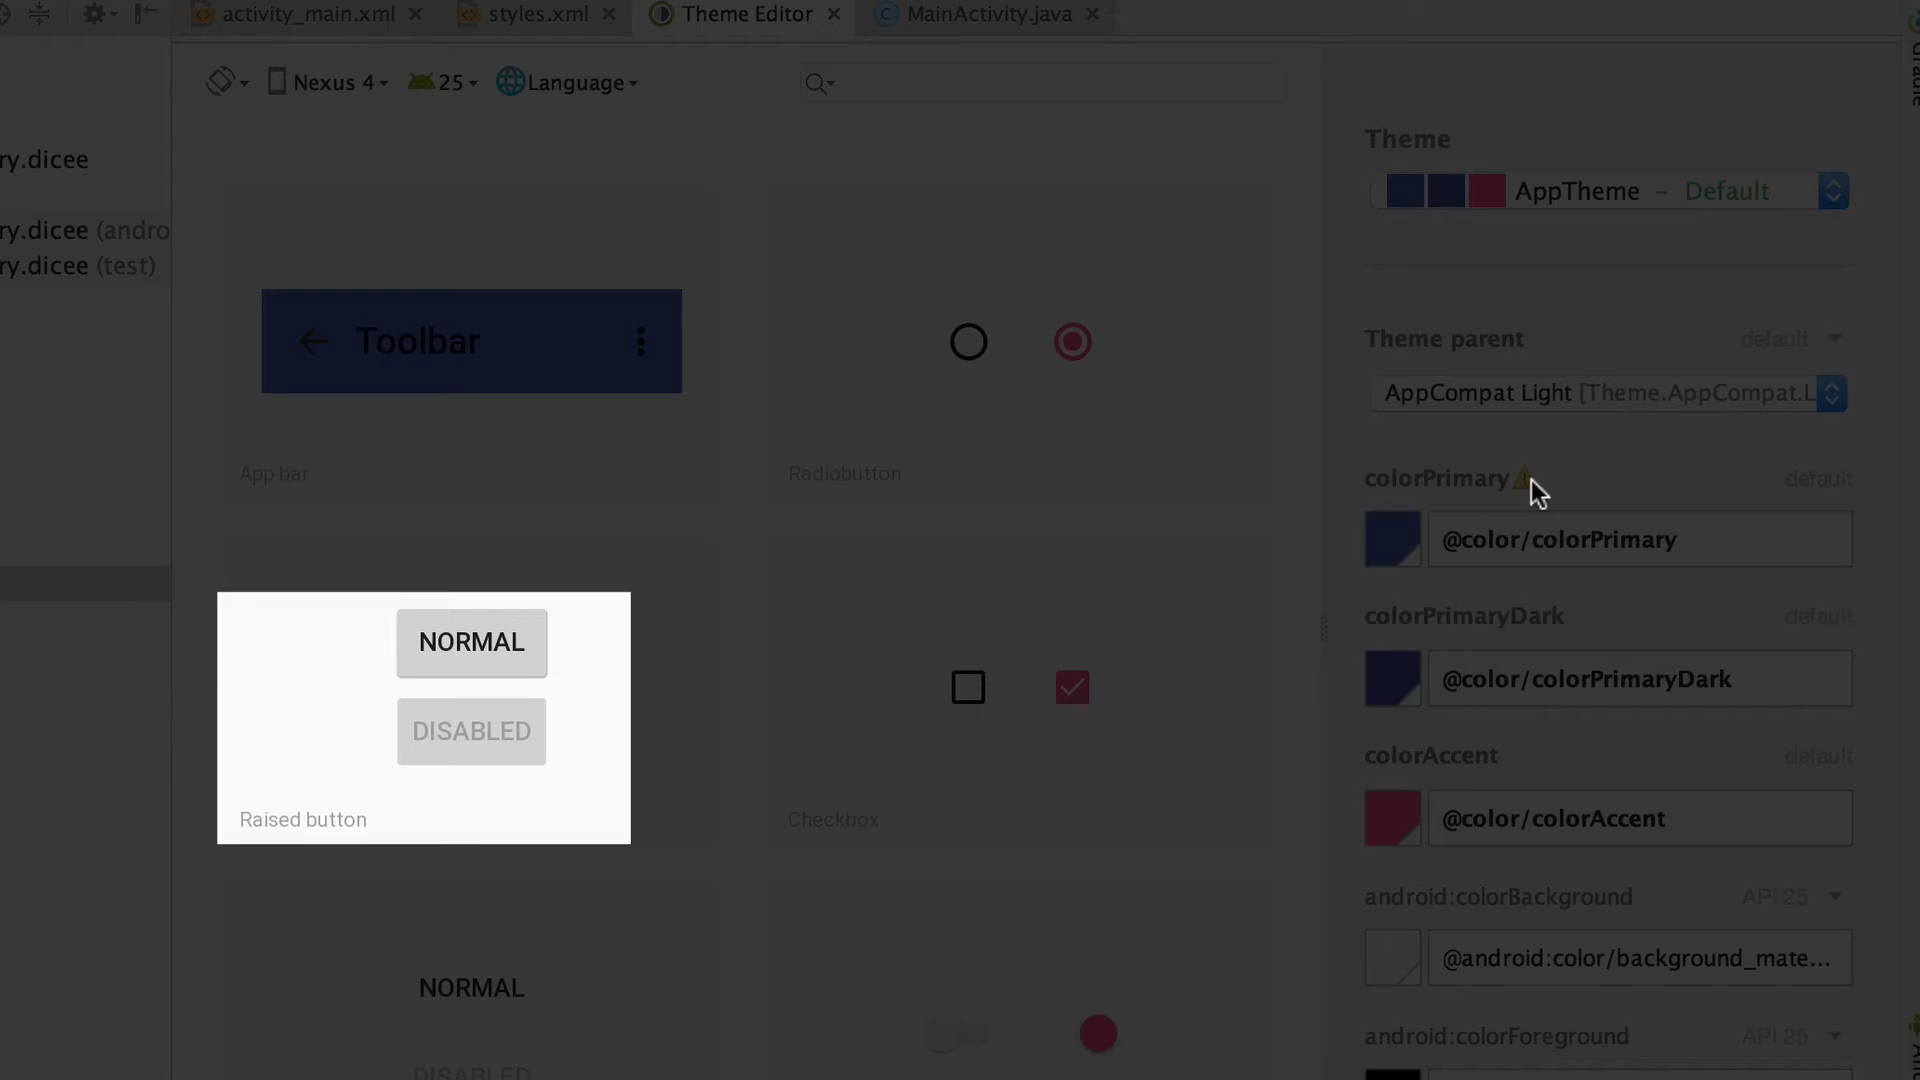 activity_main.xml
styles.xml
Theme Editor
MainActivity.java
Nexus 4
25
Language
ry.dicee
ry.dicee (andro
ry.dicee (test)
Toolbar
App bar
Radiobutton
NORMAL
DISABLED
Raised button
Checkbox
NORMAL
DISABLED
Theme
AppTheme – Default
Theme parent default
AppCompat Light [Theme.AppCompat.L
colorPrimary default
@color/colorPrimary
colorPrimaryDark default
@color/colorPrimaryDark
colorAccent default
@color/colorAccent
android:colorBackground API 25
@android:color/background_mate...
android:colorForeground API 25